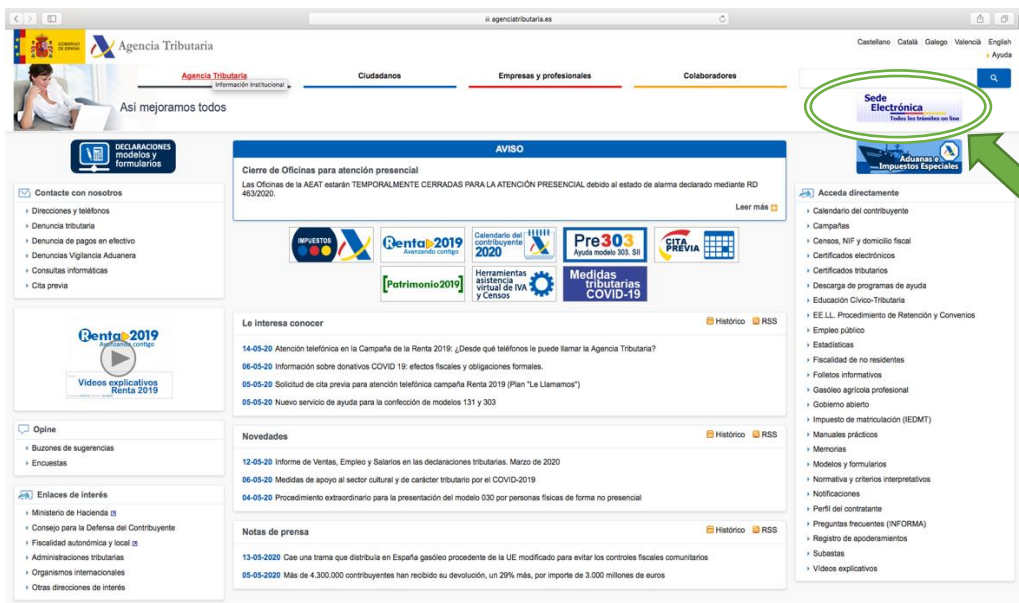 agenciatributaria.es
GOBIERNO
DE ESPAÑA
Agencia Tributaria
Castellano Català Galego Valencià English
Ayuda
Agencia Tributaria
Ciudadanos
Empresas y profesionales
Colaboradores
Información Institucional
Asi mejoramos todos
Sede
Electrónica
Todos los trámites on line
DECLARACIONES
modelos y
formularios
Contacte con nosotros
Direcciones y teléfonos
Denuncia tributaria
Denuncia de pagos en efectivo
Denuncias Vigilancia Aduanera
Consultas informáticas
Cita previa
Renta 2019
Avanzando contigo
Vídeos explicativos
Renta 2019
Opine
Buzones de sugerencias
Encuestas
Enlaces de interés
Ministerio de Hacienda
Consejo para la Defensa del Contribuyente
Fiscalidad autonómica y local
Administraciones tributarias
Organismos internacionales
Otras direcciones de interés
AVISO
Cierre de Oficinas para atención presencial
Las Oficinas de la AEAT estarán TEMPORALMENTE CERRADAS PARA LA ATENCIÓN PRESENCIAL debido al estado de alarma declarado mediante RD
463/2020.
Leer más
IMPUESTOS
Renta 2019
Avanzando contigo
Calendario del
contribuyente
2020
Pre303
Ayuda modelo 303. SII
CITA
PREVIA
Patrimonio 2019
Herramientas
asistencia
virtual de IVA
y Censos
Medidas
tributarias
COVID-19
Le interesa conocer
Histórico RSS
14-05-20 Atención telefónica en la Campaña de la Renta 2019: ¿Desde qué teléfonos le puede llamar la Agencia Tributaria?
06-05-20 Información sobre donativos COVID 19: efectos fiscales y obligaciones formales.
05-05-20 Solicitud de cita previa para atención telefónica campaña Renta 2019 (Plan "Le Llamamos")
05-05-20 Nuevo servicio de ayuda para la confección de modelos 131 y 303
Novedades
Histórico RSS
12-05-20 Informe de Ventas, Empleo y Salarios en las declaraciones tributarias. Marzo de 2020
06-05-20 Medidas de apoyo al sector cultural y de carácter tributario por el COVID-2019
04-05-20 Procedimiento extraordinario para la presentación del modelo 030 por personas físicas de forma no presencial
Notas de prensa
Histórico RSS
13-05-2020 Cae una trama que distribuía en España gasóleo procedente de la UE modificado para evitar los controles fiscales comunitarios
05-05-2020 Más de 4.300.000 contribuyentes han recibido su devolución, un 29% más, por importe de 3.000 millones de euros
Aduanas e
Impuestos Especiales
Acceda directamente
Calendario del contribuyente
Campañas
Censos, NIF y domicilio fiscal
Certificados electrónicos
Certificados tributarios
Descarga de programas de ayuda
Educación Cívico-Tributaria
EE.LL. Procedimiento de Retención y Convenios
Empleo público
Estadísticas
Fiscalidad de no residentes
Folletos informativos
Gasóleo agrícola profesional
Gobierno abierto
Impuesto de matriculación (IEDMT)
Manuales prácticos
Memorias
Modelos y formularios
Normativa y criterios interpretativos
Notificaciones
Perfil del contratante
Preguntas frecuentes (INFORMA)
Registro de apoderamientos
Subastas
Vídeos explicativos